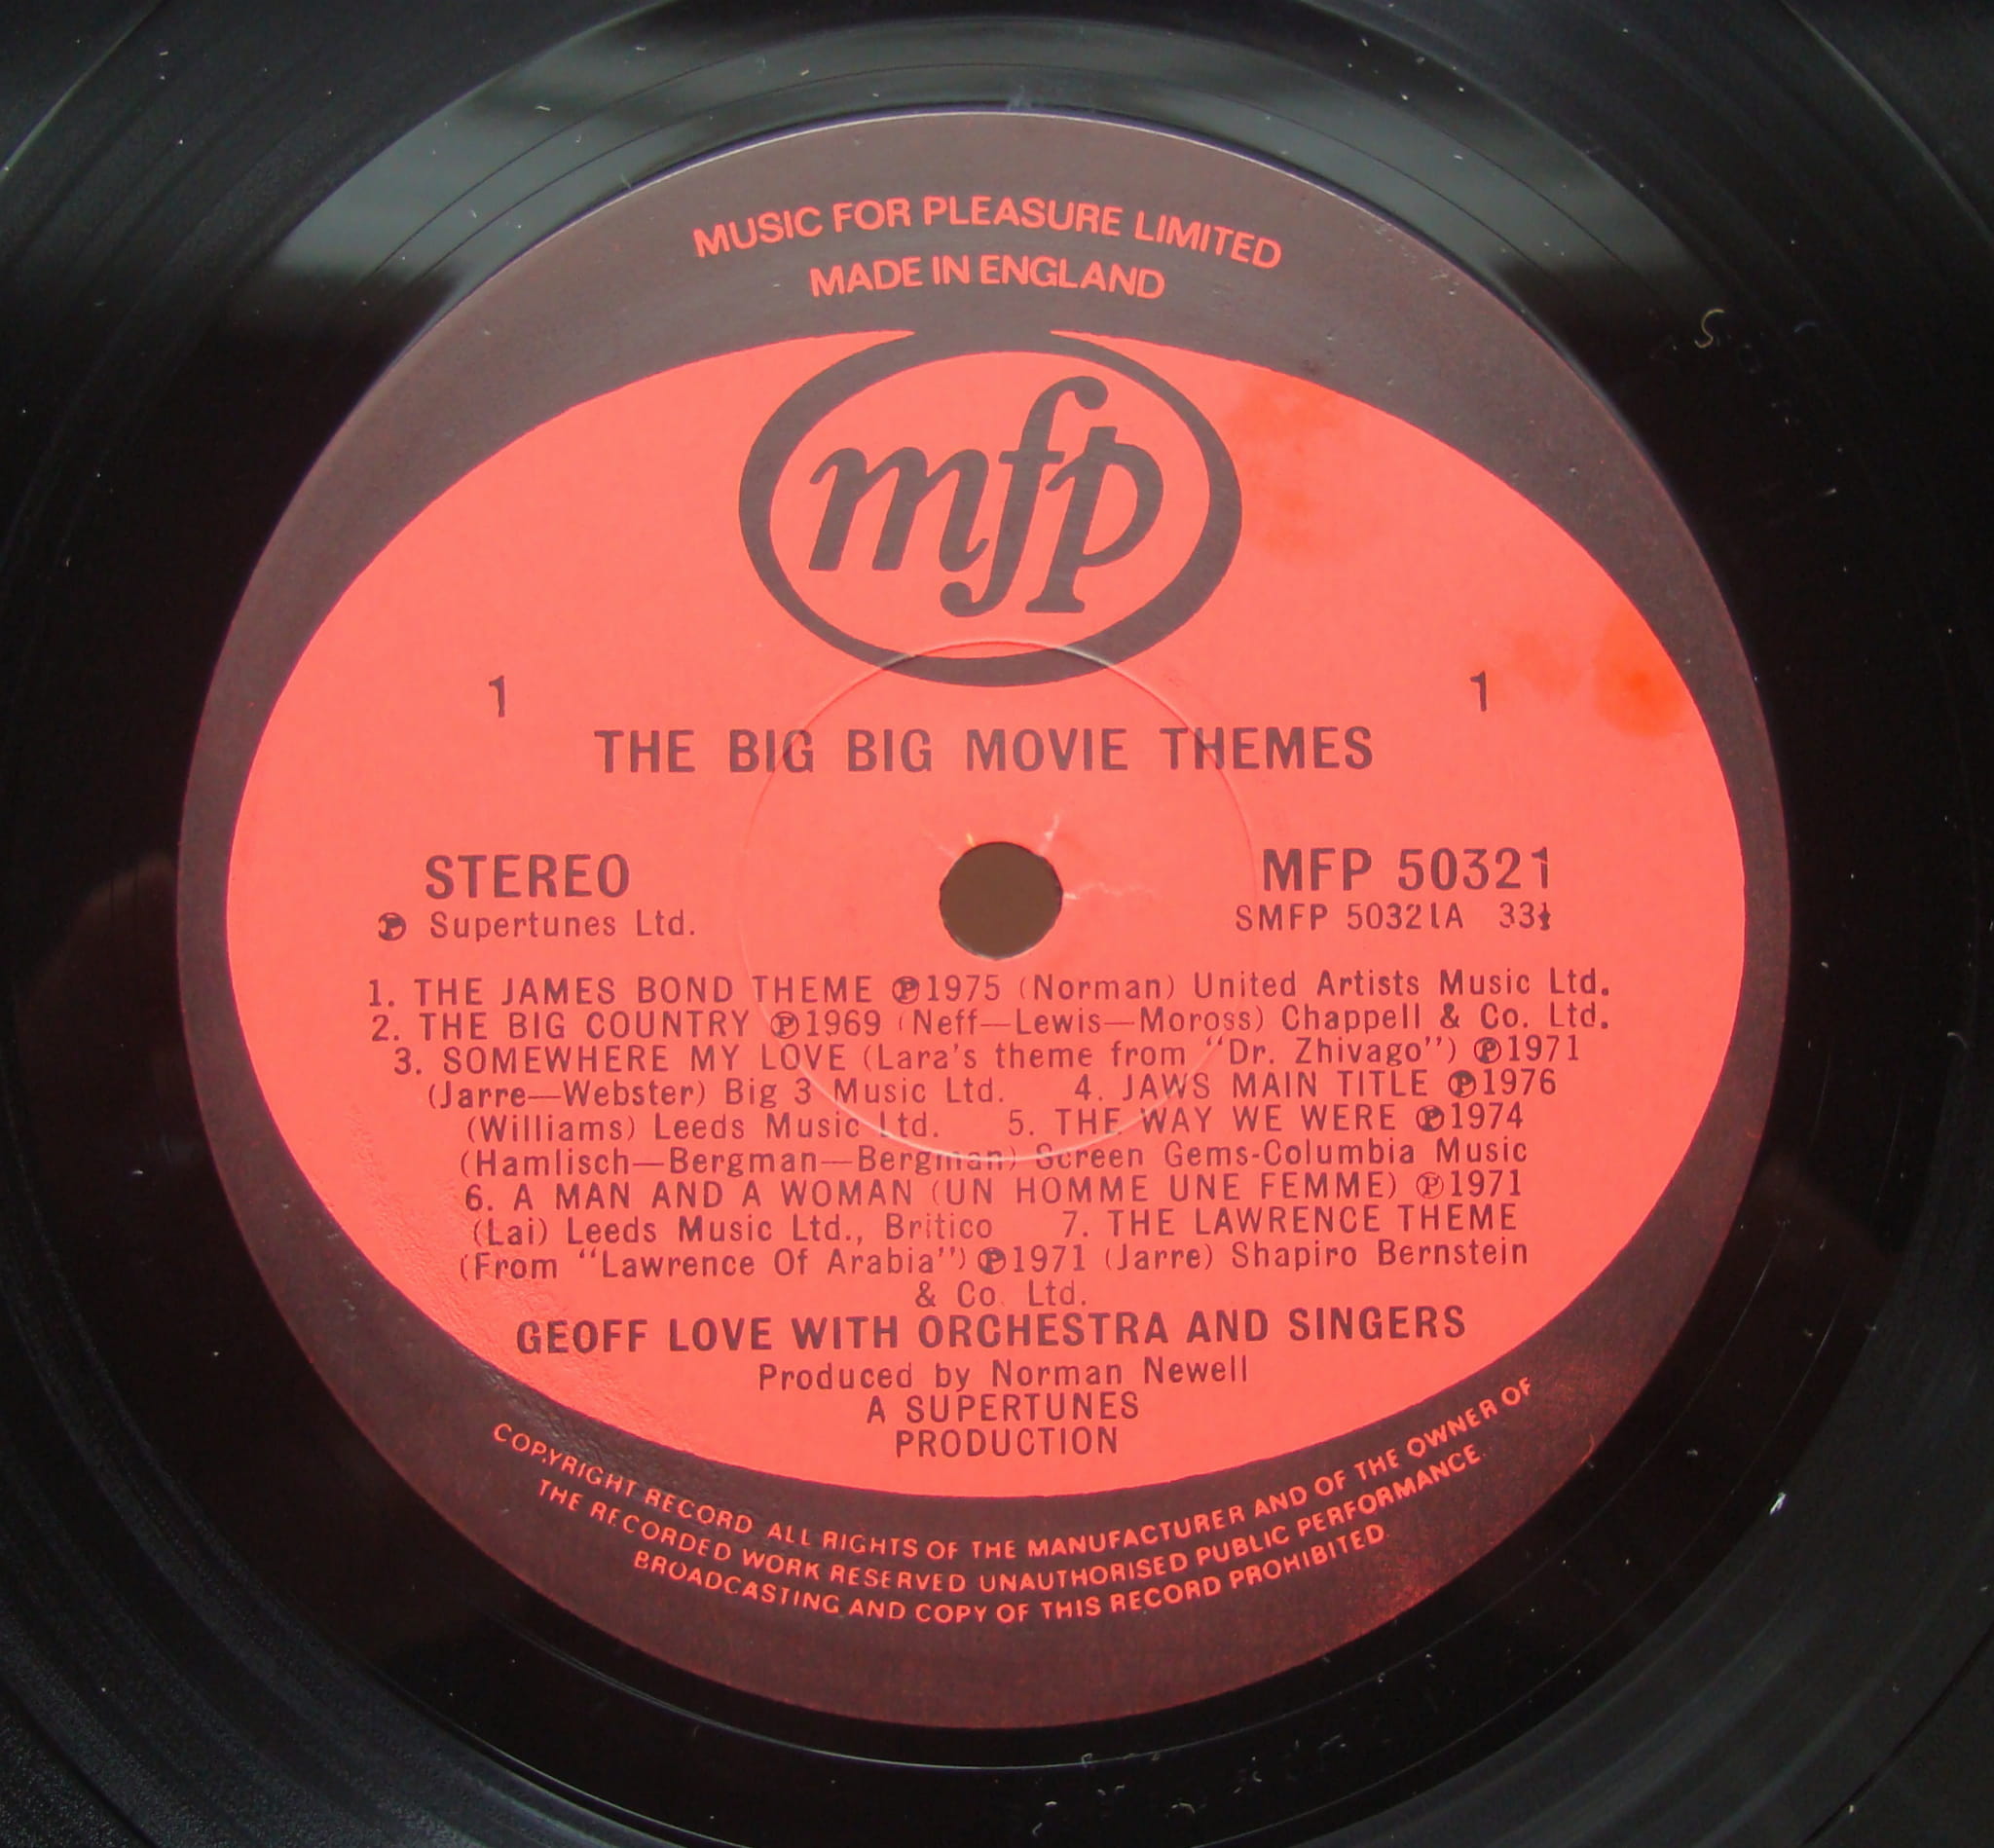 MUSIC FOR PLEASURE LIMITED
MADE IN ENGLAND
mfp
1 1
THE BIG BIG MOVIE THEMES
STEREO MFP 50321
℗ Supertunes Ltd. SMFP 50321A 33⅓
1. THE JAMES BOND THEME ℗1975 (Norman) United Artists Music Ltd.
2. THE BIG COUNTRY ℗1969 (Neff—Lewis—Moross) Chappell & Co. Ltd.
3. SOMEWHERE MY LOVE (Lara's theme from "Dr. Zhivago") ℗1971
(Jarre—Webster) Big 3 Music Ltd. 4. JAWS MAIN TITLE ℗1976
(Williams) Leeds Music Ltd. 5. THE WAY WE WERE ℗1974
(Hamlisch—Bergman—Bergman) Screen Gems-Columbia Music
6. A MAN AND A WOMAN (UN HOMME UNE FEMME) ℗1971
(Lai) Leeds Music Ltd., Britico 7. THE LAWRENCE THEME
(From "Lawrence Of Arabia") ℗1971 (Jarre) Shapiro Bernstein
& Co. Ltd.
GEOFF LOVE WITH ORCHESTRA AND SINGERS
Produced by Norman Newell
A SUPERTUNES
PRODUCTION
COPYRIGHT RECORD ALL RIGHTS OF THE MANUFACTURER AND OF THE OWNER OF
THE RECORDED WORK RESERVED UNAUTHORISED PUBLIC PERFORMANCE
BROADCASTING AND COPY OF THIS RECORD PROHIBITED